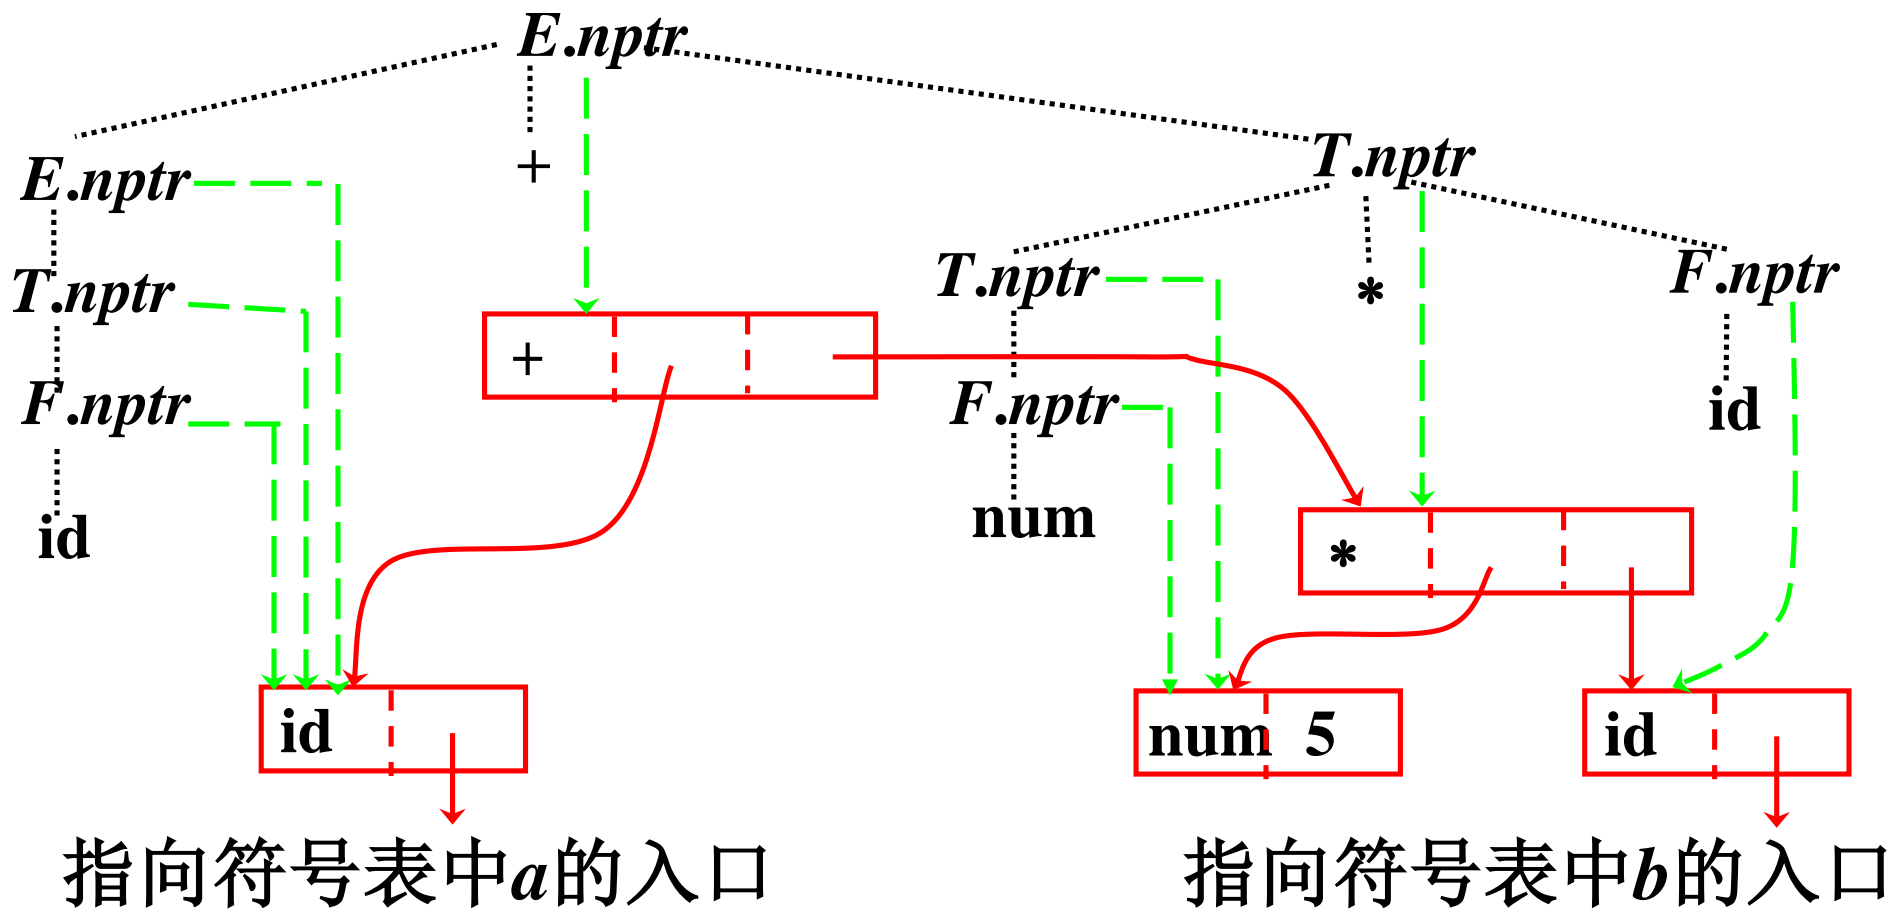 E.nptr
+
T.nptr
E.nptr
T.nptr
*
F.nptr
T.nptr
+
F.nptr
F.nptr
id
id
num
*
id
num 5
id
指向符号表中a的入口
指向符号表中b的入口